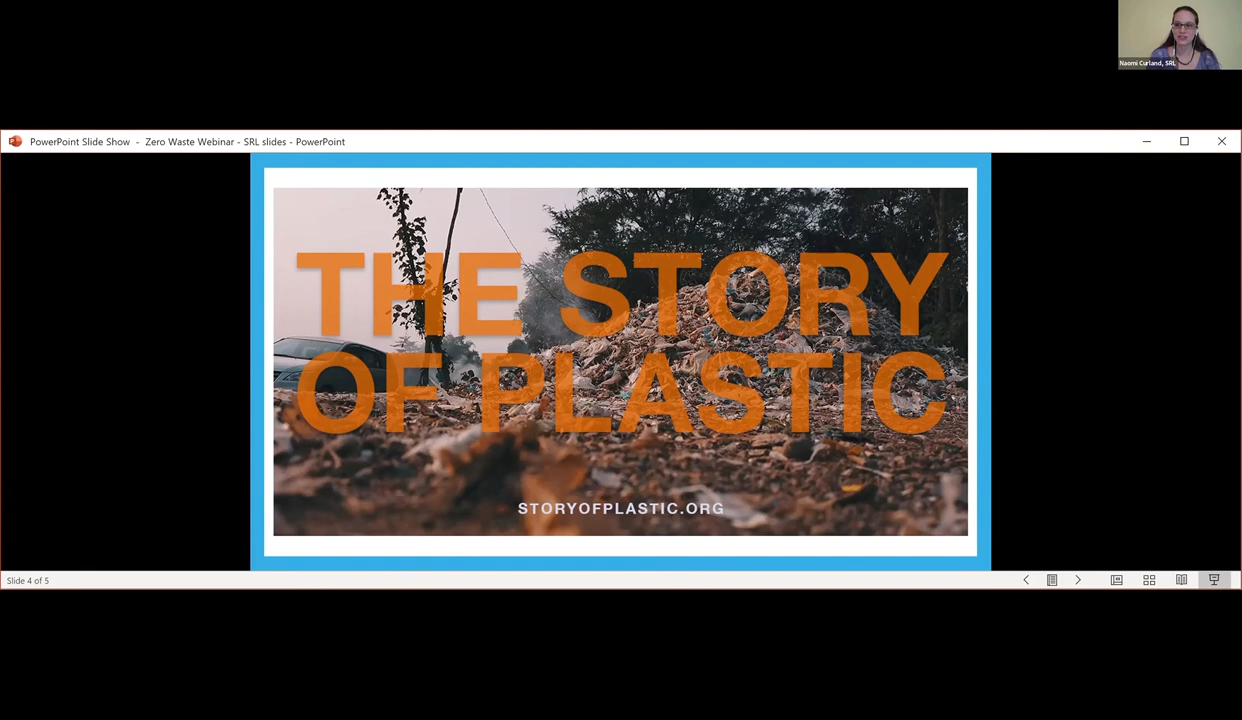 Naomi Curland, SRL
PowerPoint Slide Show - Zero Waste Webinar - SRL slides - PowerPoint
THE STORY
OF PLASTIC
STORYOFPLASTIC.ORG
Slide 4 of 5